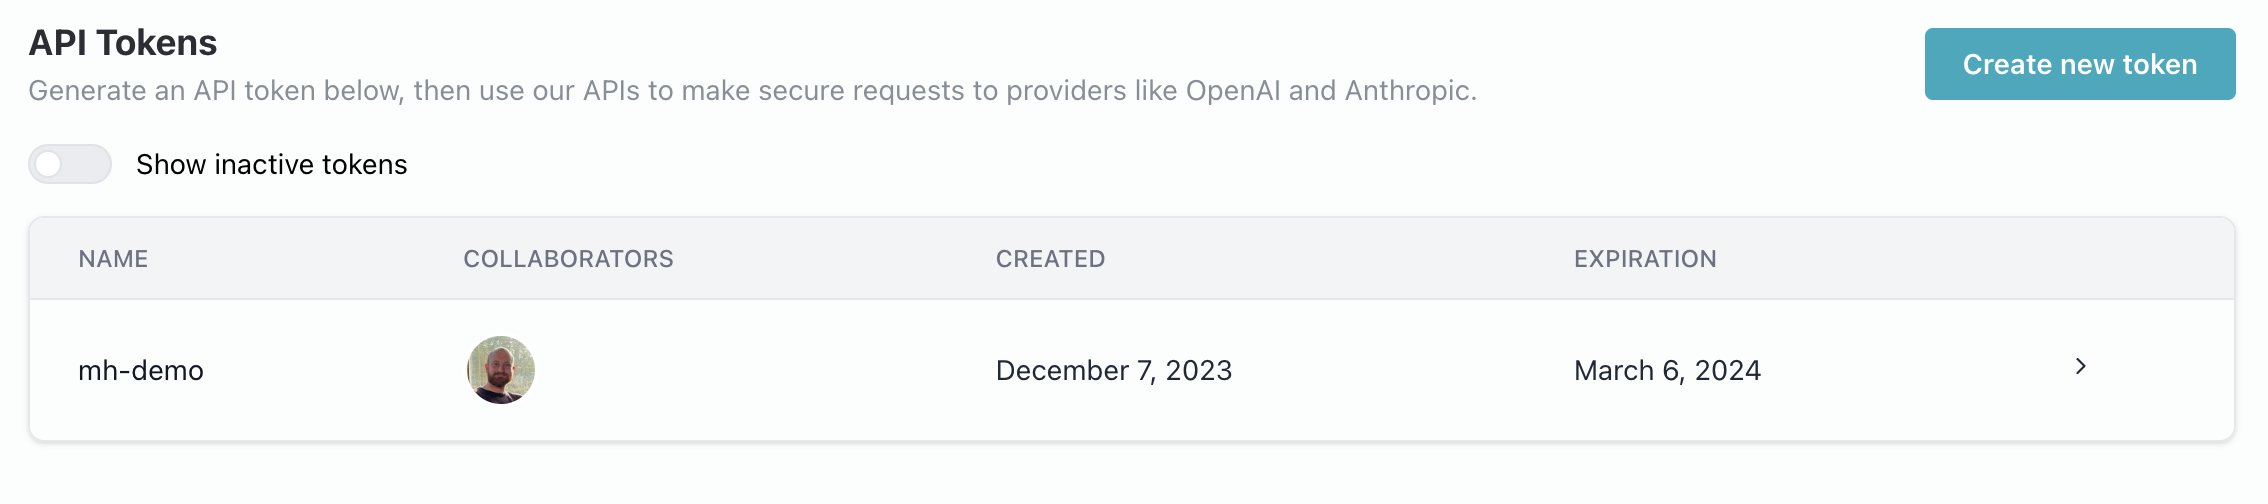 API Tokens
Create new token
Generate an API token below, then use our APIs to make secure requests to providers like OpenAI and Anthropic.
Show inactive tokens
NAME COLLABORATORS CREATED EXPIRATION
mh-demo December 7, 2023 March 6, 2024